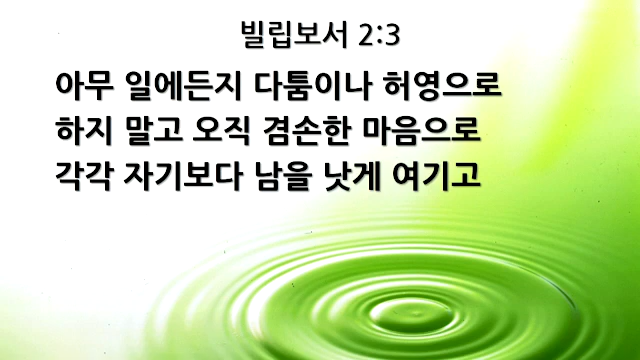 빌립보서 2:3
아무 일에든지 다툼이나 허영으로
하지 말고 오직 겸손한 마음으로
각각 자기보다 남을 낫게 여기고